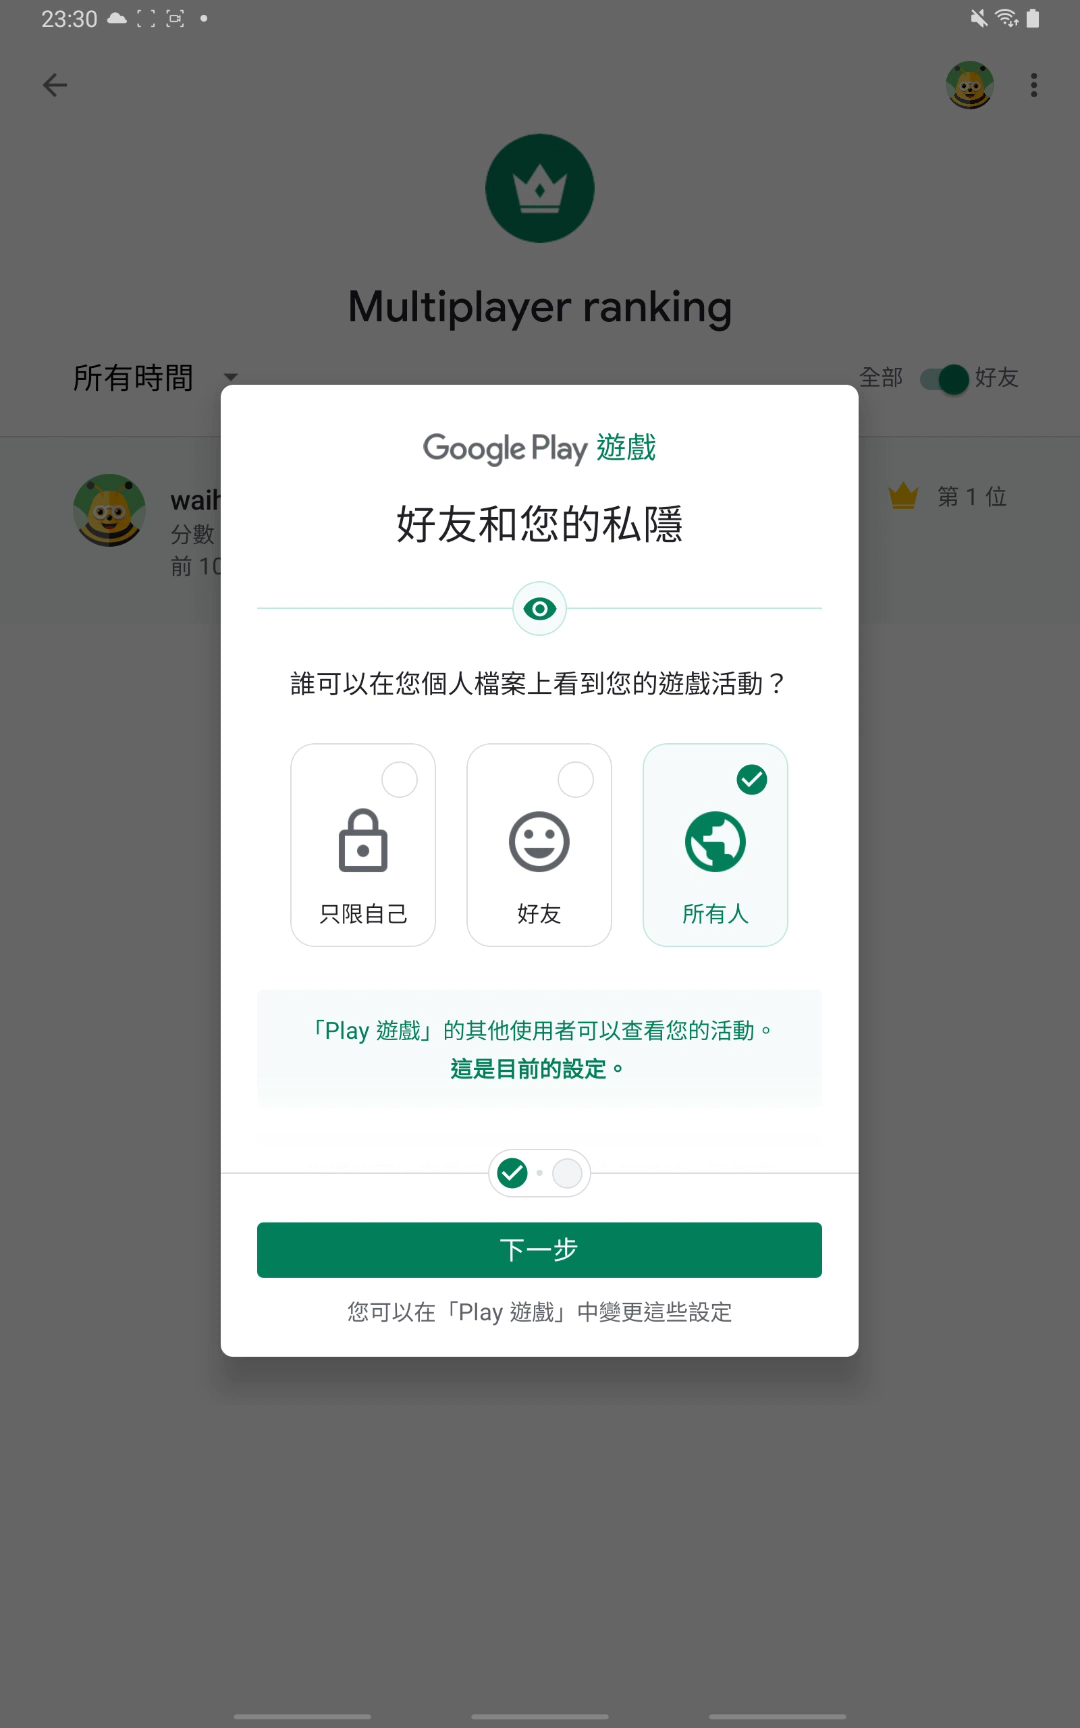 23:30
Multiplayer ranking
所有時間
全部 好友
第 1 位
分數
Google Play 遊戲
好友和您的私隱
誰可以在您個人檔案上看到您的遊戲活動？
只限自己
好友
所有人
「Play 遊戲」的其他使用者可以查看您的活動。
這是目前的設定。
下一步
您可以在「Play 遊戲」中變更這些設定